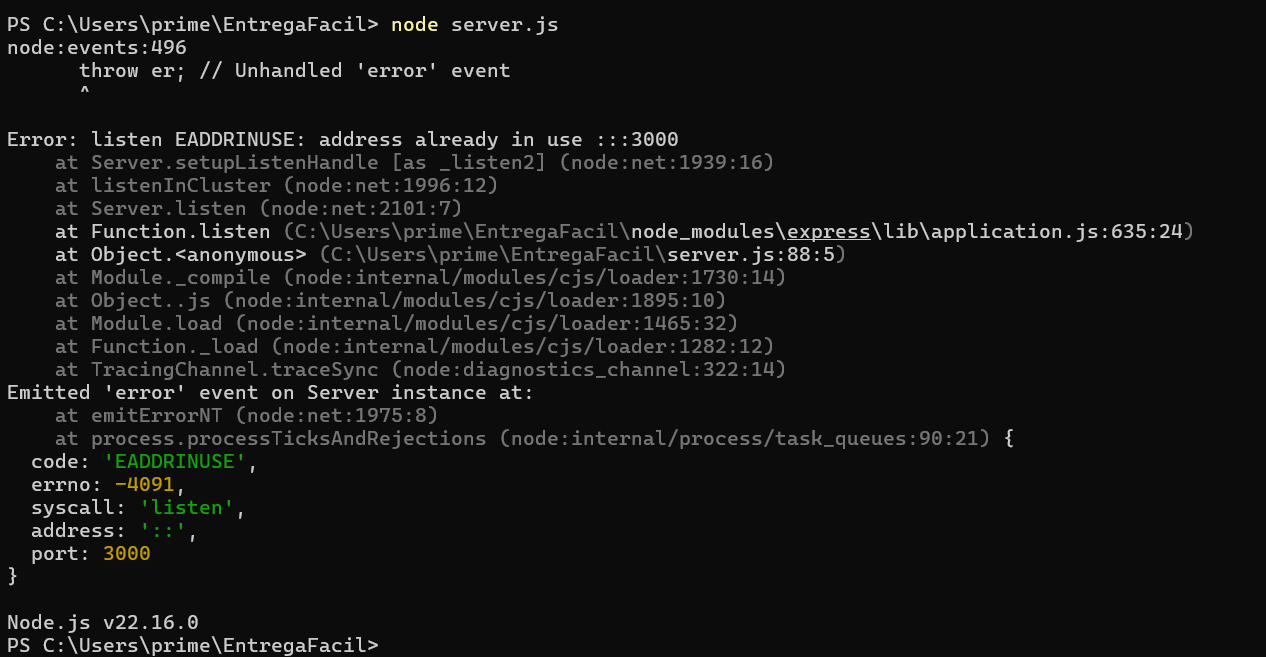 PS C:\Users\prime\EntregaFacil> node server.js
node:events:496
      throw er; // Unhandled 'error' event
      ^

Error: listen EADDRINUSE: address already in use :::3000
    at Server.setupListenHandle [as _listen2] (node:net:1939:16)
    at listenInCluster (node:net:1996:12)
    at Server.listen (node:net:2101:7)
    at Function.listen (C:\Users\prime\EntregaFacil\node_modules\express\lib\application.js:635:24)
    at Object.<anonymous> (C:\Users\prime\EntregaFacil\server.js:88:5)
    at Module._compile (node:internal/modules/cjs/loader:1730:14)
    at Object..js (node:internal/modules/cjs/loader:1895:10)
    at Module.load (node:internal/modules/cjs/loader:1465:32)
    at Function._load (node:internal/modules/cjs/loader:1282:12)
    at TracingChannel.traceSync (node:diagnostics_channel:322:14)
Emitted 'error' event on Server instance at:
    at emitErrorNT (node:net:1975:8)
    at process.processTicksAndRejections (node:internal/process/task_queues:90:21) {
  code: 'EADDRINUSE',
  errno: -4091,
  syscall: 'listen',
  address: '::',
  port: 3000
}

Node.js v22.16.0
PS C:\Users\prime\EntregaFacil>